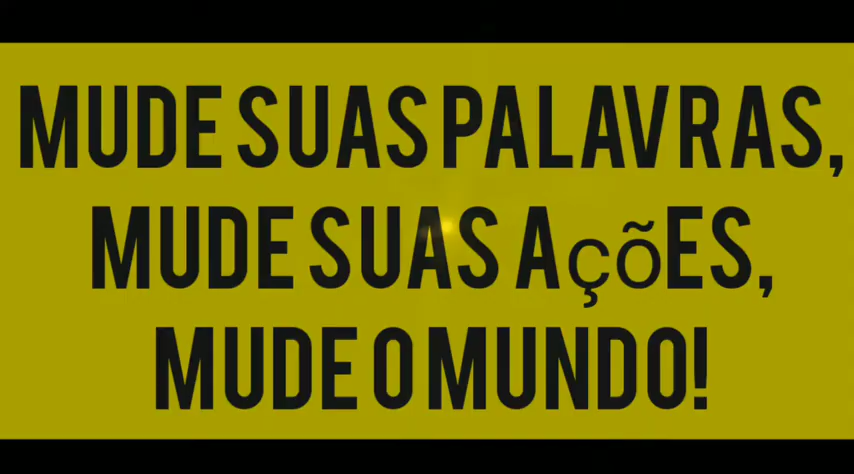 MUDE SUAS PALAVRAS,
MUDE SUAS AçõES,
MUDE O MUNDO!